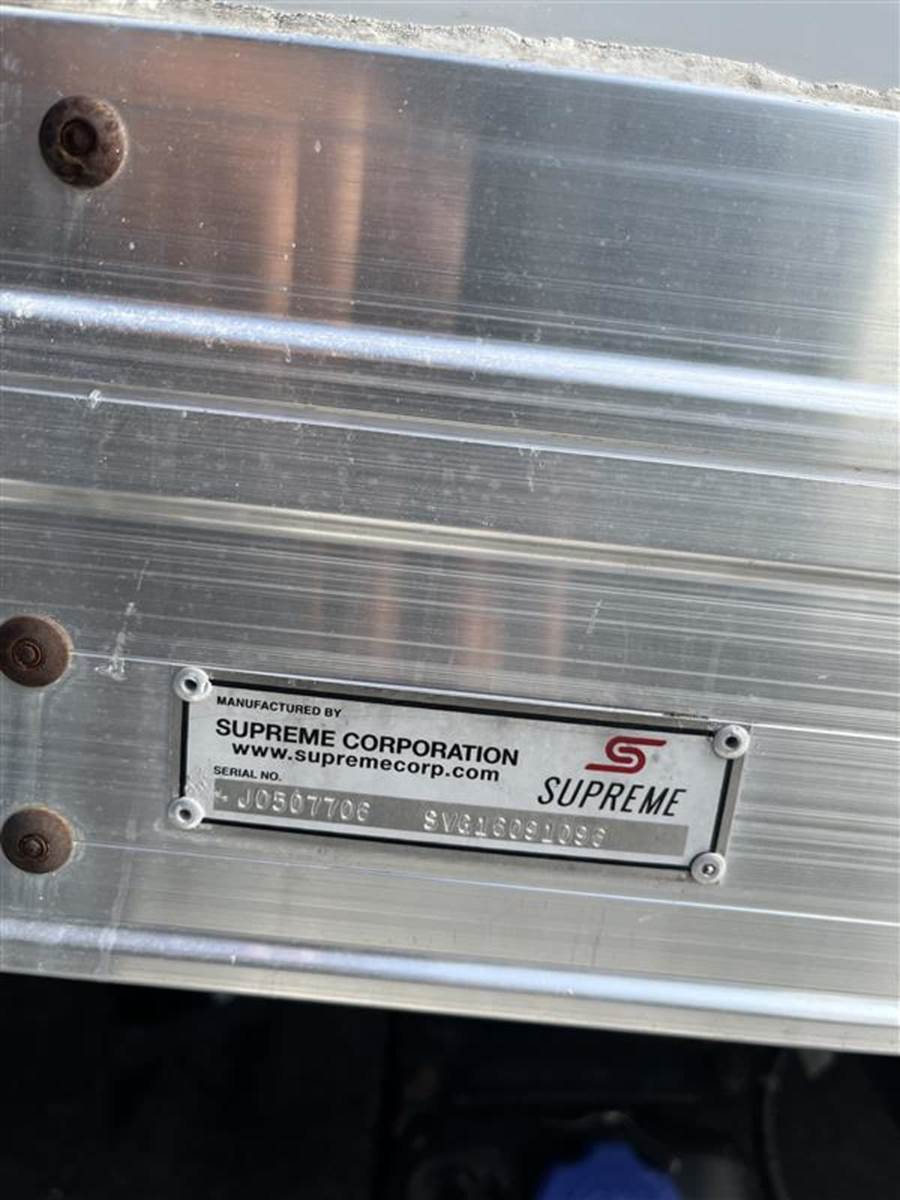 MANUFACTURED BY
SUPREME CORPORATION
www.supremecorp.com
SERIAL NO.
SUPREME
* J0507706 SVG16091096